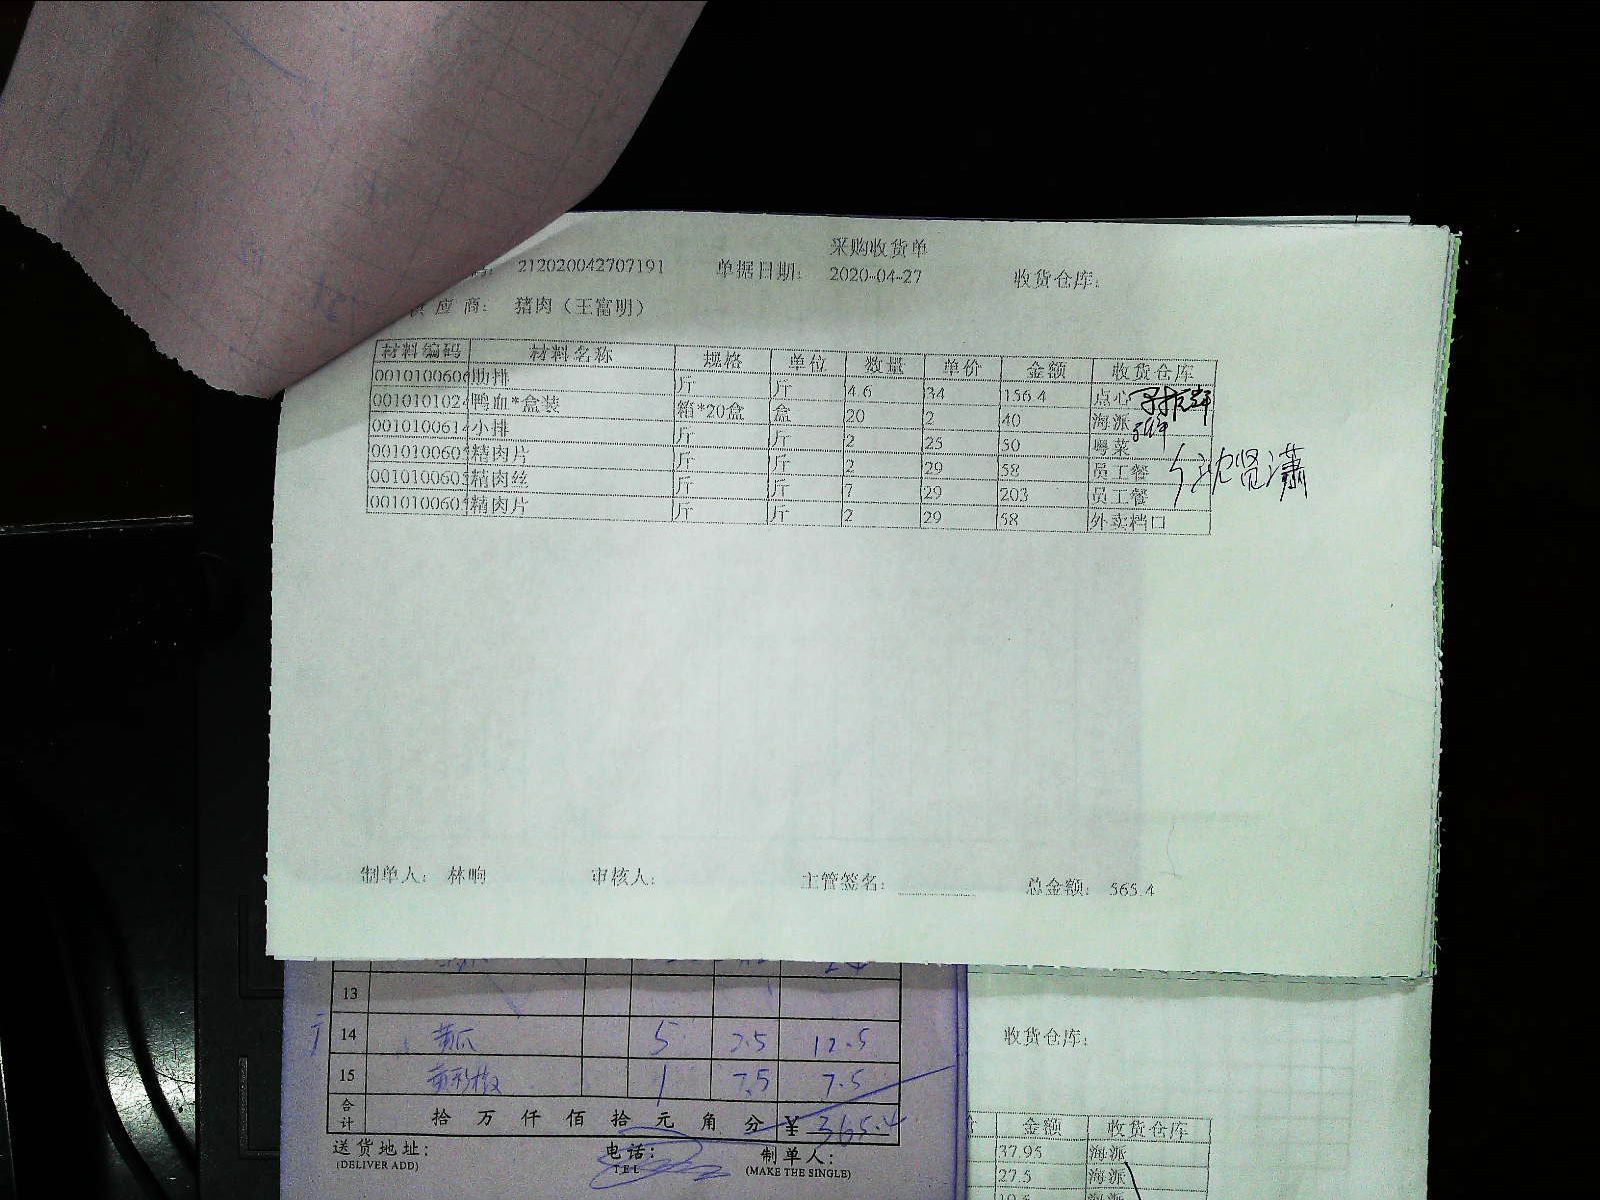 采购收货单
212020042707191 单据日期: 2020-04-27 收货仓库:
应 商: 猪肉（王富明）
材料编码 材料名称 规格 单位 数量 单价 金额 收货仓库
0010100606 肋排 斤 斤 4.6 34 156.4 点心
0010101024 鸭血*盒装 箱*20盒 盒 20 2 40 海派
0010100614 小排 斤 斤 2 25 50 粤菜
001010060 精肉片 斤 斤 2 29 58 员工餐
001010060 精肉丝 斤 斤 7 29 203 员工餐
001010060 精肉片 斤 斤 2 29 58 外卖档口
沈贤潇
制单人: 林响 审核人: 主管签名: 总金额: 565.4
13
14 黄瓜 5 2.5 12.5
15 1 7.5 7.5
合计 拾 万 仟 佰 拾 元 角 分 ¥ 365.4
送货地址: 电话: 制单人:
(DELIVER ADD) TEL (MAKE THE SINGLE)
收货仓库:
金额 收货仓库
37.95 海派
27.5 海派